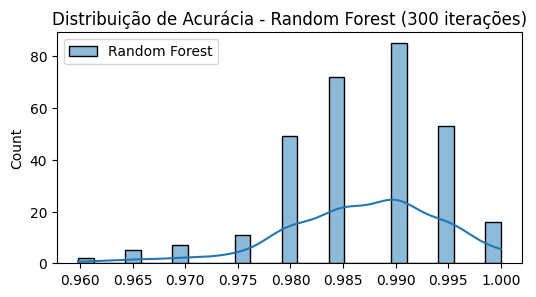 Distribuição de Acurácia - Random Forest (300 iterações)
Random Forest
Count
80
60
40
20
0
0.960 0.965 0.970 0.975 0.980 0.985 0.990 0.995 1.000